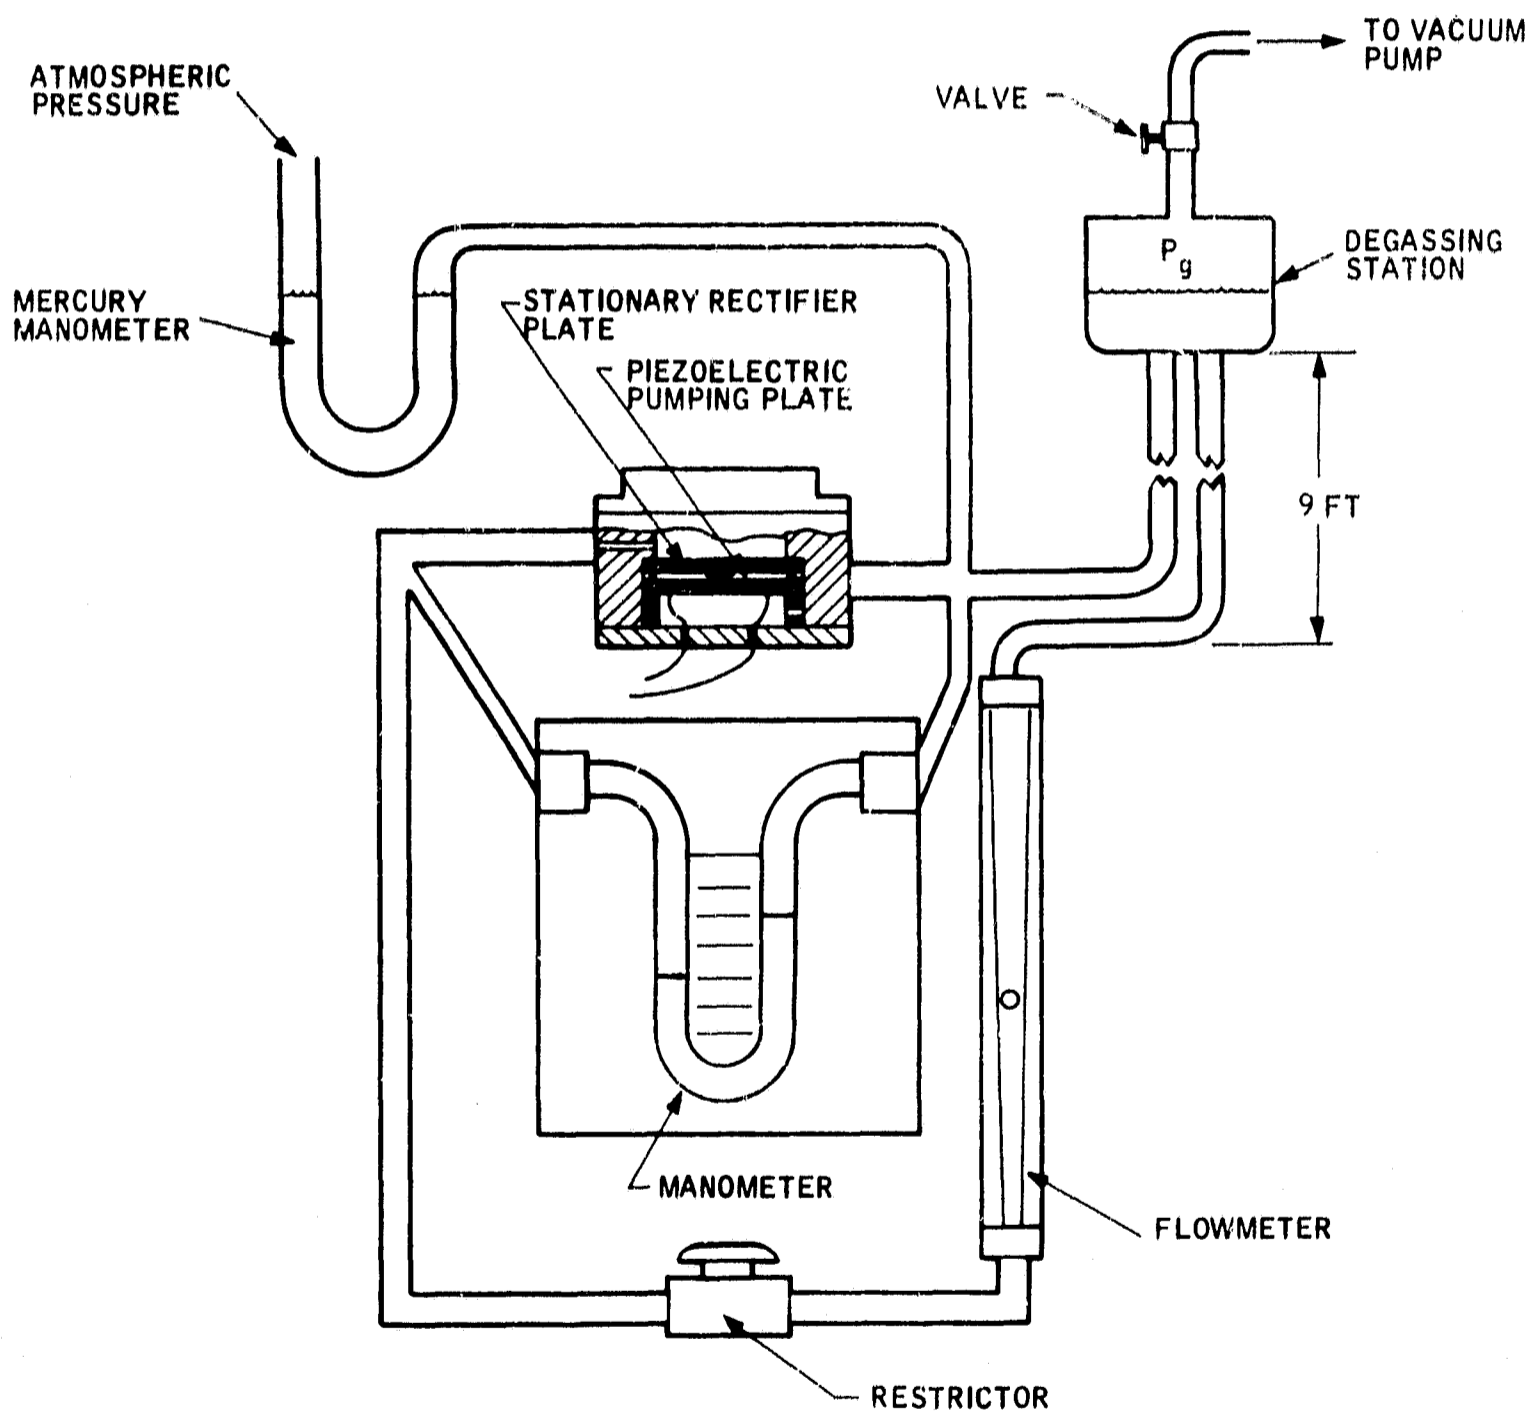 TO VACUUM
PUMP
ATMOSPHERIC
PRESSURE
VALVE
P
g
DEGASSING
STATION
MERCURY
MANOMETER
STATIONARY RECTIFIER
PLATE
PIEZOELECTRIC
PUMPING PLATE
9 FT
MANOMETER
FLOWMETER
RESTRICTOR